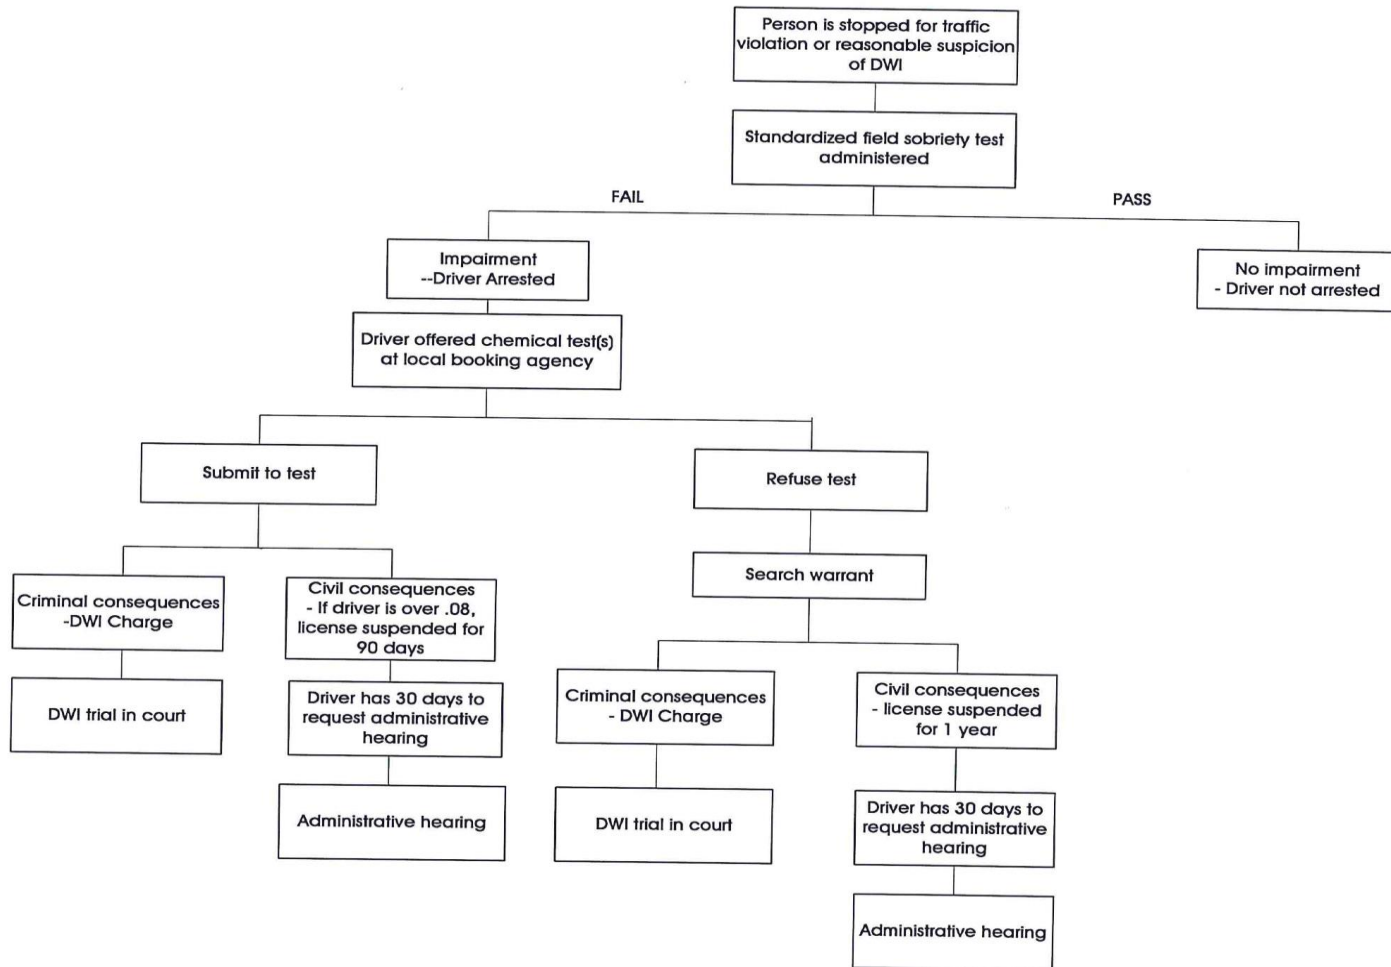 Person is stopped for traffic
violation or reasonable suspicion
of DWI
Standardized field sobriety test
administered
FAIL
PASS
Impairment
--Driver Arrested
No impairment
- Driver not arrested
Driver offered chemical test(s)
at local booking agency
Submit to test
Refuse test
Search warrant
Criminal consequences
-DWI Charge
Civil consequences
- If driver is over .08,
license suspended for
90 days
Criminal consequences
- DWI Charge
Civil consequences
- license suspended
for 1 year
DWI trial in court
Driver has 30 days to
request administrative
hearing
DWI trial in court
Driver has 30 days to
request administrative
hearing
Administrative hearing
Administrative hearing